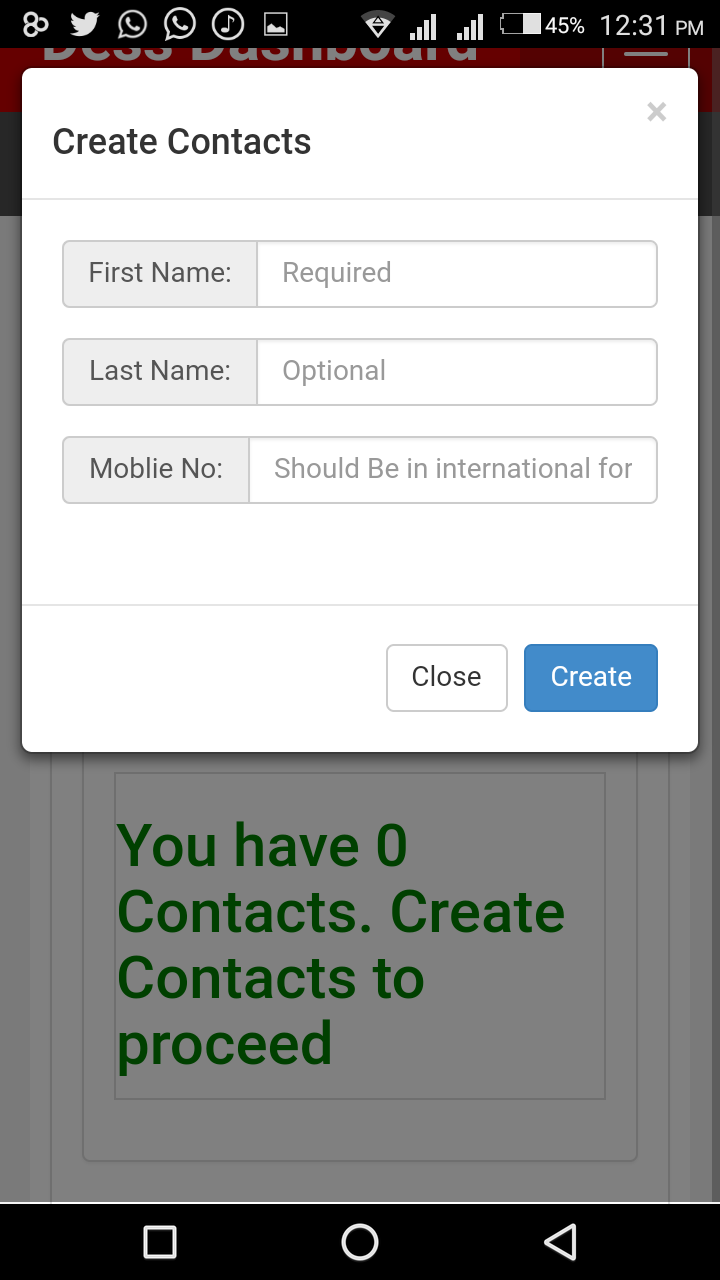 45% 12:31 PM
Dess Dashboard
×
Create Contacts
First Name: Required
Last Name: Optional
Moblie No: Should Be in international for
Close Create
You have 0
Contacts. Create
Contacts to
proceed